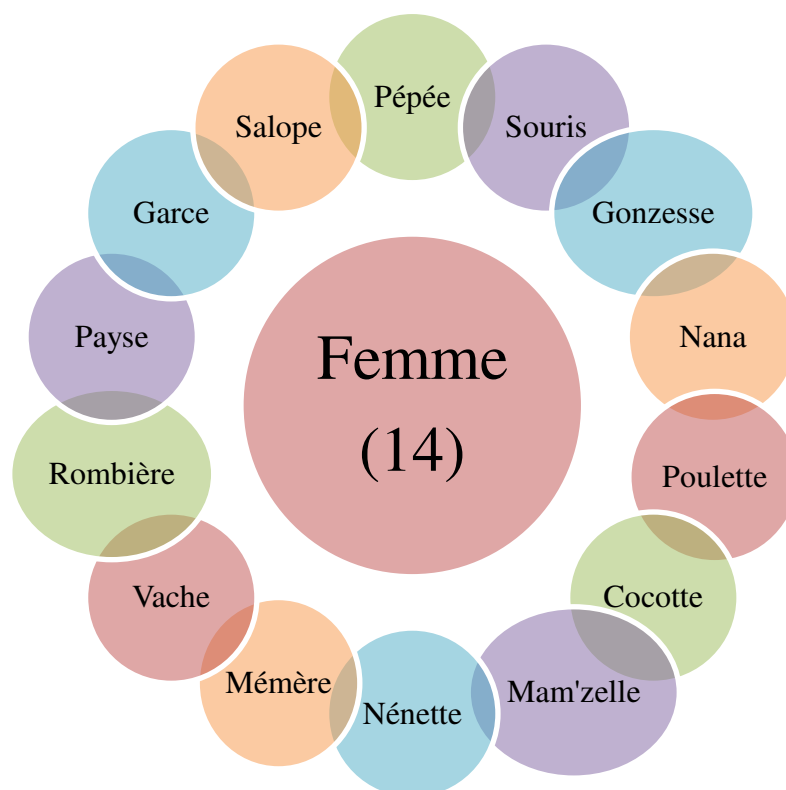 Pépée
Souris
Gonzesse
Nana
Poulette
Cocotte
Mam'zelle
Nénette
Mémère
Vache
Rombière
Payse
Garce
Salope
Femme
(14)